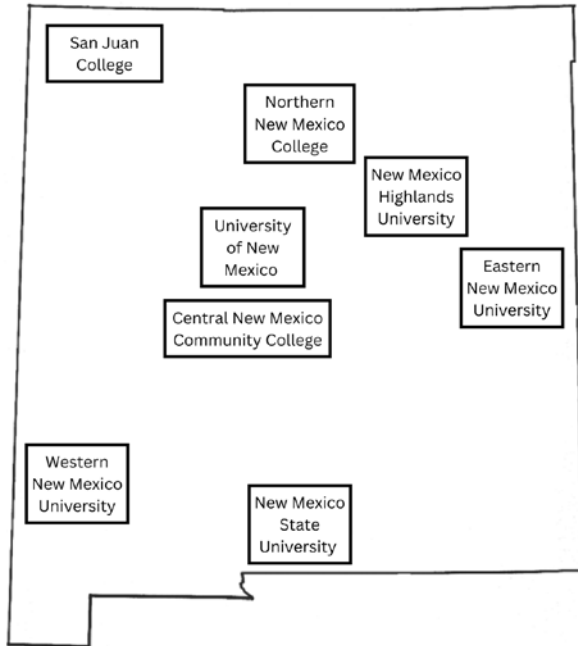 San Juan
College
Northern
New Mexico
College
New Mexico
Highlands
University
University
of New
Mexico
Eastern
New Mexico
University
Central New Mexico
Community College
Western
New Mexico
University
New Mexico
State
University